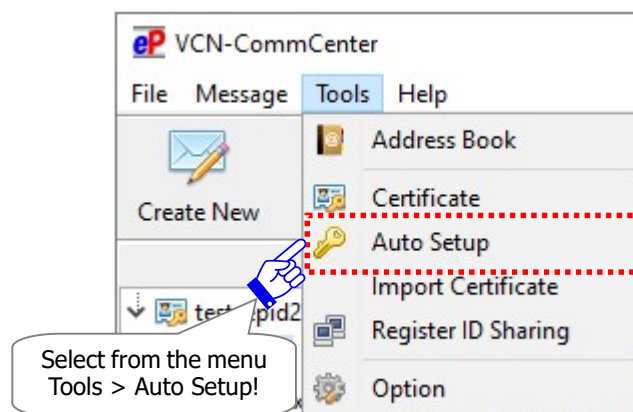 eP VCN-CommCenter
File Message Tools Help
Address Book
Create New
Certificate
Auto Setup
Import Certificate
Register ID Sharing
Option
Select from the menu
Tools > Auto Setup!